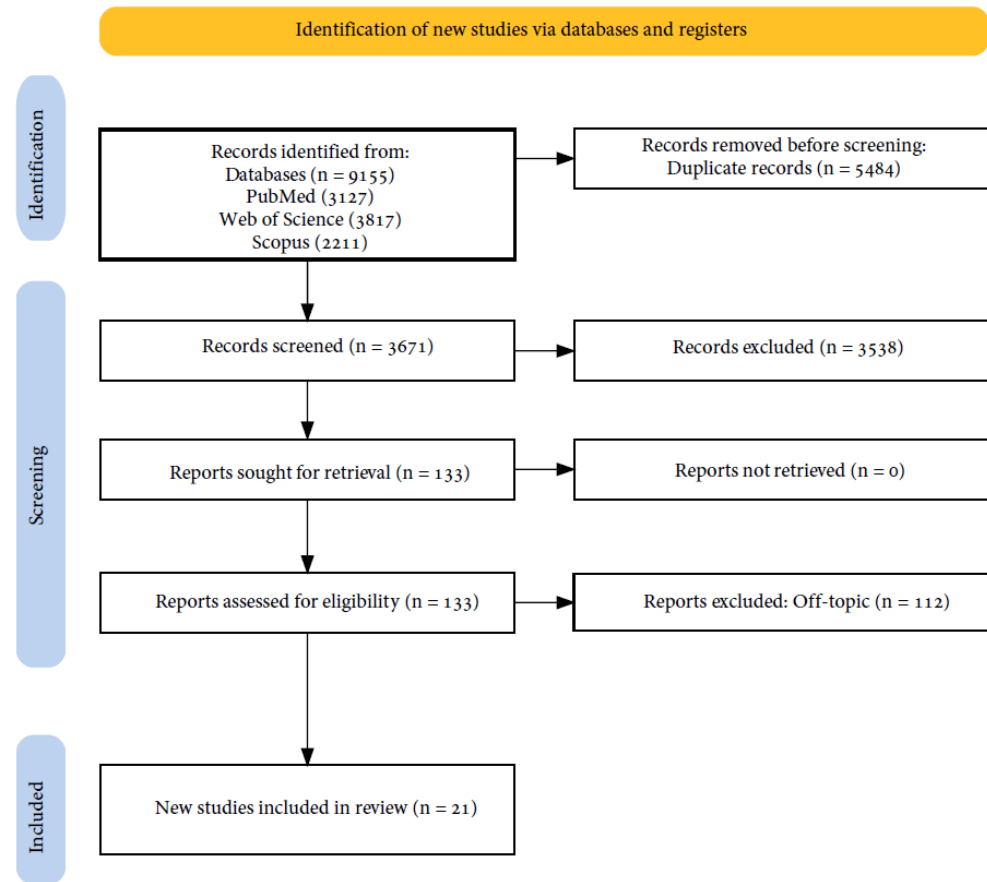 Identification of new studies via databases and registers
Identification
Records identified from:
Databases (n = 9155)
PubMed (3127)
Web of Science (3817)
Scopus (2211)
Records removed before screening:
Duplicate records (n = 5484)
Screening
Records screened (n = 3671)
Records excluded (n = 3538)
Reports sought for retrieval (n = 133)
Reports not retrieved (n = 0)
Reports assessed for eligibility (n = 133)
Reports excluded: Off-topic (n = 112)
Included
New studies included in review (n = 21)